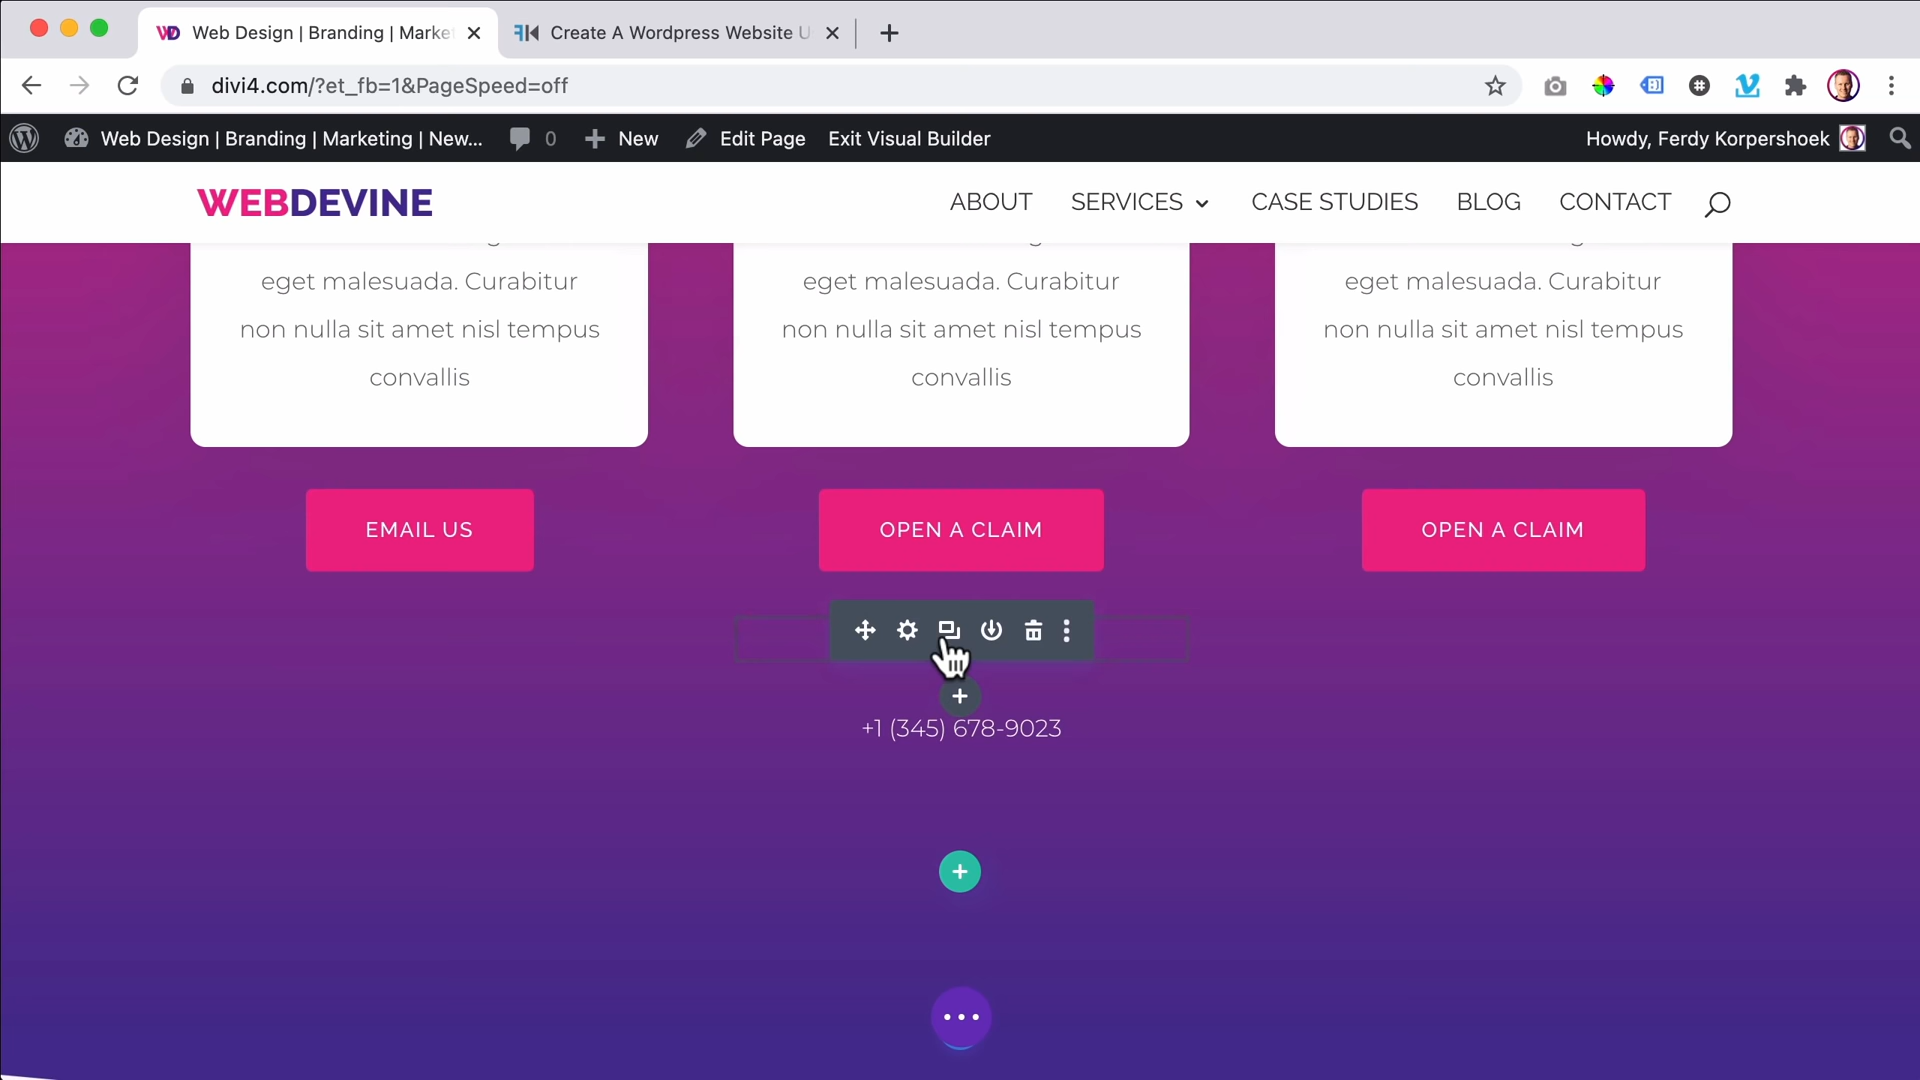 Web Design | Branding | Marke
Create A Wordpress Website U
divi4.com/?et_fb=1&PageSpeed=off
Web Design | Branding | Marketing | New... 0 New Edit Page Exit Visual Builder Howdy, Ferdy Korpershoek
WEBDEVINE ABOUT SERVICES CASE STUDIES BLOG CONTACT
eget malesuada. Curabitur
non nulla sit amet nisl tempus
convallis
eget malesuada. Curabitur
non nulla sit amet nisl tempus
convallis
eget malesuada. Curabitur
non nulla sit amet nisl tempus
convallis
EMAIL US
OPEN A CLAIM
OPEN A CLAIM
+1 (345) 678-9023